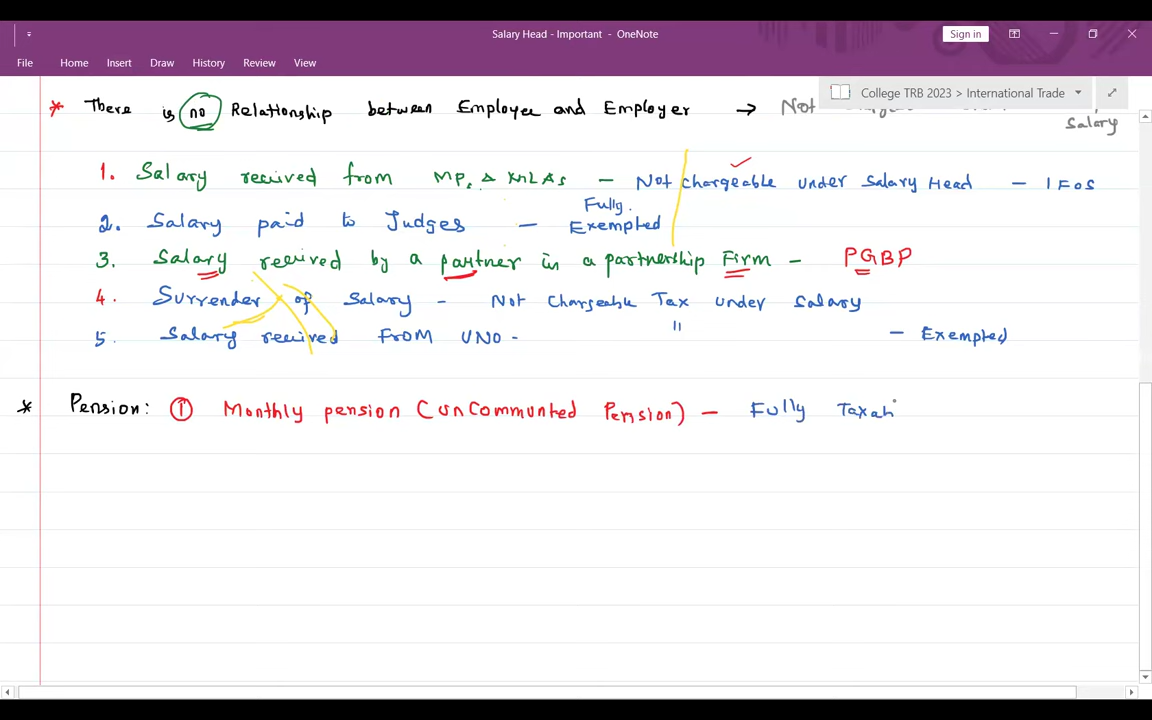 Salary Head - Important - OneNote
Sign in
File Home Insert Draw History Review View
College TRB 2023 > International Trade
* There is no Relationship between Employee and Employer → Not
Salary
1. Salary received from MPs & MLAs - Not chargeable under Salary Head - IFOS
2. Salary paid to Judges - Fully Exempted
3. Salary received by a partner in a partnership Firm - PGBP
4. Surrender of Salary - Not Chargeable Tax under Salary
5. Salary received FROM UNO - " - Exempted
* Pension: ① Monthly pension (unCommunted Pension) - Fully Taxab